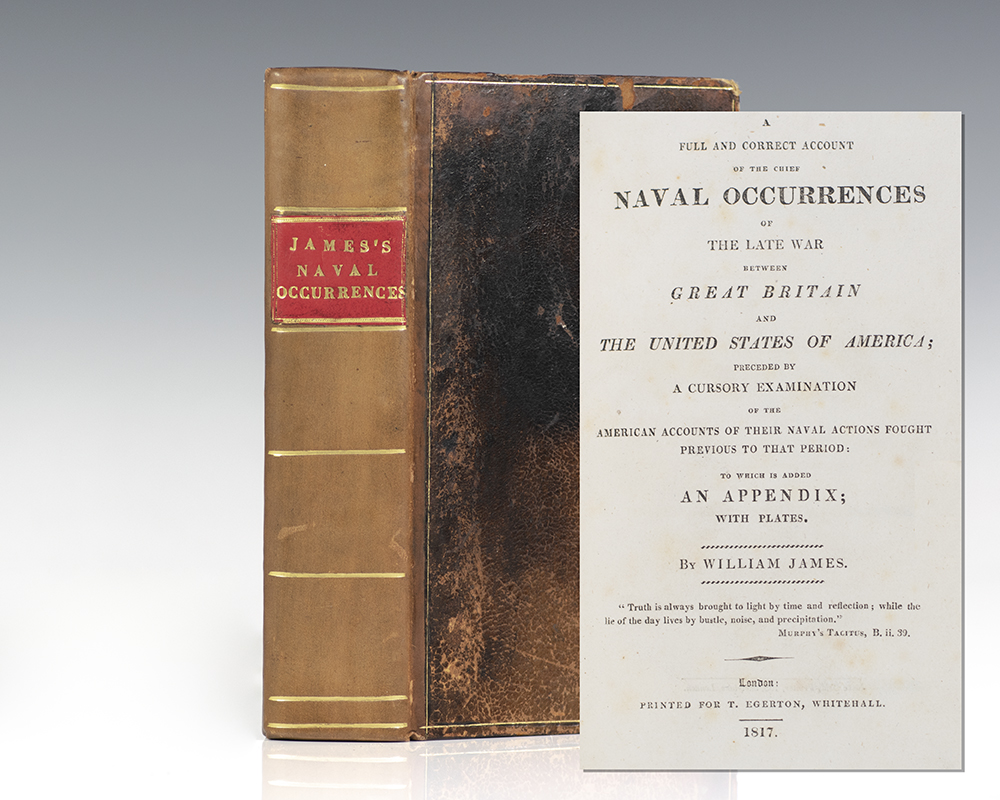 JAMES'S
NAVAL
OCCURRENCES
A
FULL AND CORRECT ACCOUNT
OF THE CHIEF
NAVAL OCCURRENCES
OF
THE LATE WAR
BETWEEN
GREAT BRITAIN
AND
THE UNITED STATES OF AMERICA;
PRECEDED BY
A CURSORY EXAMINATION
OF THE
AMERICAN ACCOUNTS OF THEIR NAVAL ACTIONS FOUGHT
PREVIOUS TO THAT PERIOD:
TO WHICH IS ADDED
AN APPENDIX;
WITH PLATES.
BY WILLIAM JAMES.
“ Truth is always brought to light by time and reflection; while the
lie of the day lives by bustle, noise, and precipitation.”
MURPHY'S TACITUS, B. ii. 39.
London:
PRINTED FOR T. EGERTON, WHITEHALL.
1817.